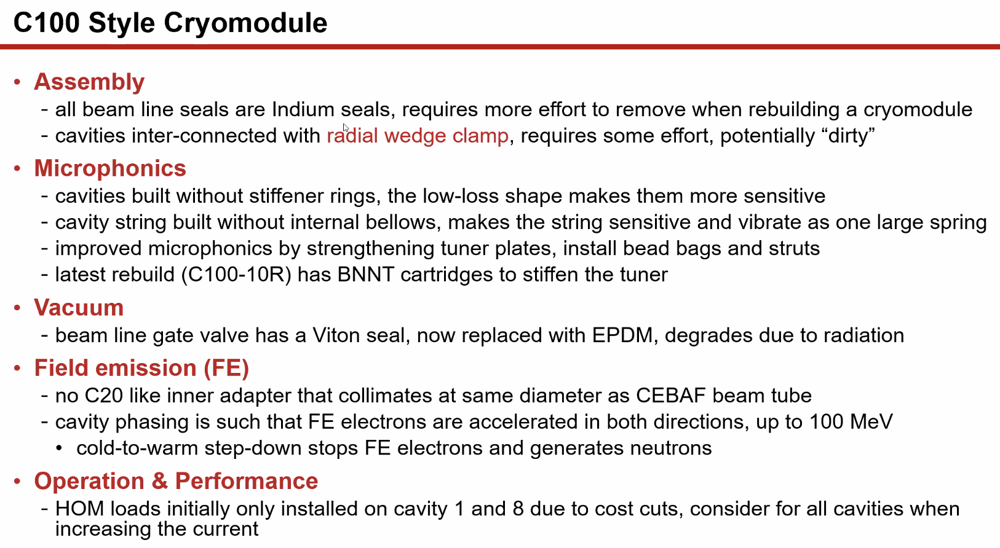 C100 Style Cryomodule
• Assembly
- all beam line seals are Indium seals, requires more effort to remove when rebuilding a cryomodule
- cavities inter-connected with radial wedge clamp, requires some effort, potentially “dirty”
• Microphonics
- cavities built without stiffener rings, the low-loss shape makes them more sensitive
- cavity string built without internal bellows, makes the string sensitive and vibrate as one large spring
- improved microphonics by strengthening tuner plates, install bead bags and struts
- latest rebuild (C100-10R) has BNNT cartridges to stiffen the tuner
• Vacuum
- beam line gate valve has a Viton seal, now replaced with EPDM, degrades due to radiation
• Field emission (FE)
- no C20 like inner adapter that collimates at same diameter as CEBAF beam tube
- cavity phasing is such that FE electrons are accelerated in both directions, up to 100 MeV
• cold-to-warm step-down stops FE electrons and generates neutrons
• Operation & Performance
- HOM loads initially only installed on cavity 1 and 8 due to cost cuts, consider for all cavities when
increasing the current